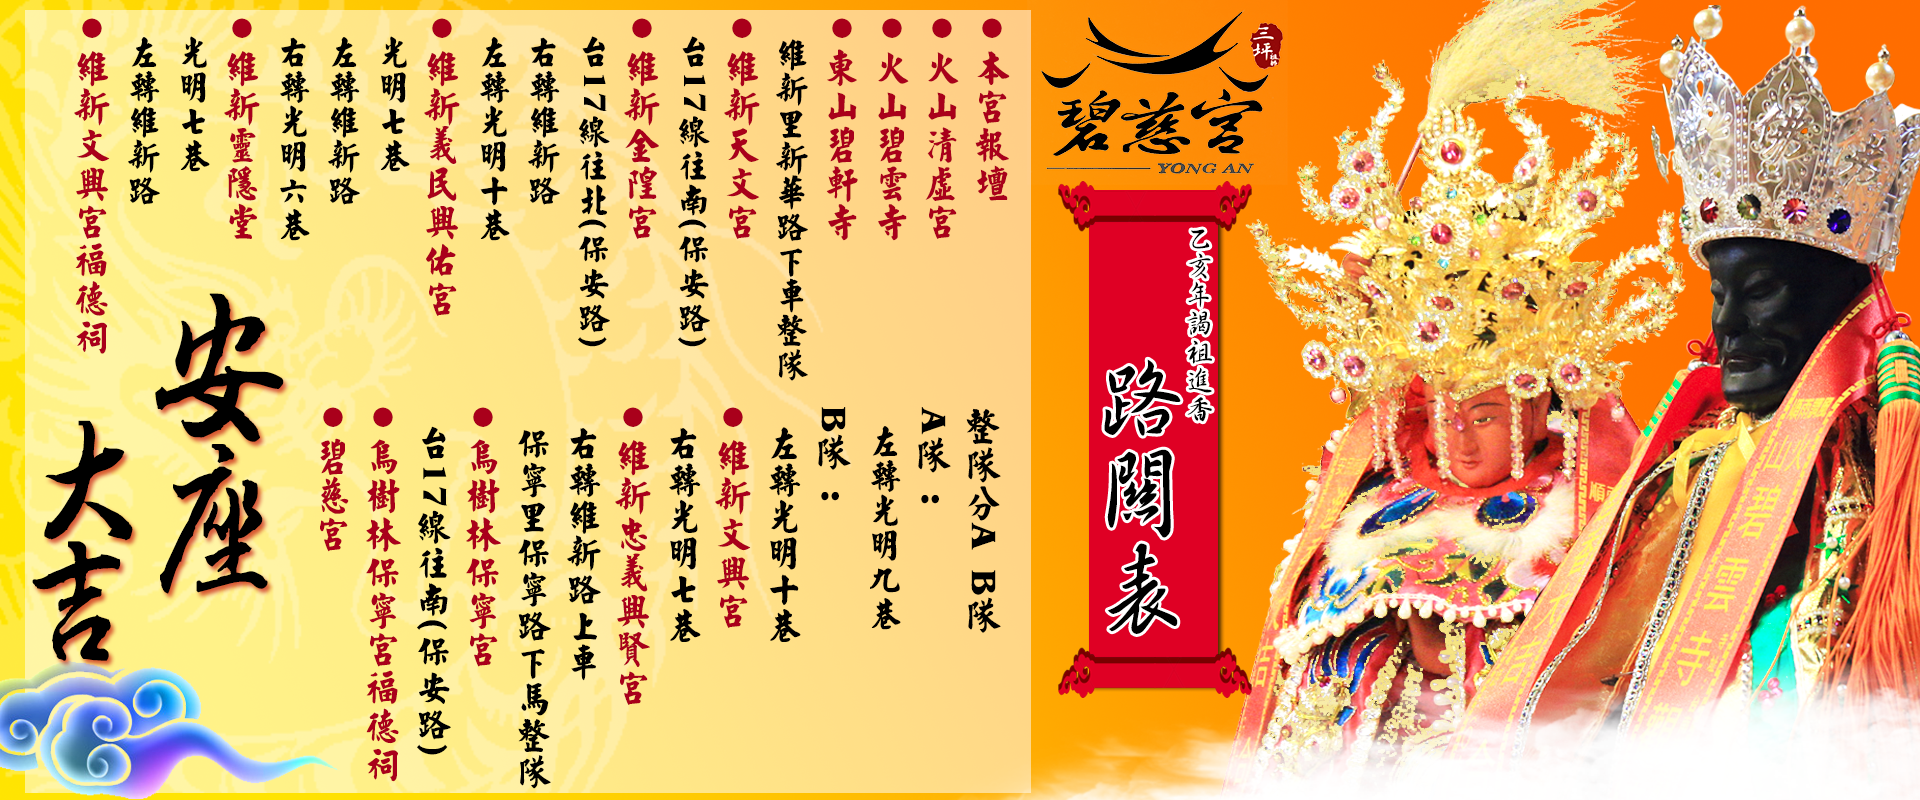 三坪
碧慈宮
YONG AN
乙亥年謁祖進香
路關表
● 本宮報壇
● 火山清虛宮
● 火山碧雲寺
● 東山碧軒寺
維新里新華路下車整隊
● 維新天文宮
台17線往南(保安路)
● 維新金隍宮
台17線往北(保安路)
右轉維新路
左轉光明十巷
● 維新義民興佑宮
光明七巷
左轉維新路
右轉光明六巷
● 維新靈隱堂
光明七巷
左轉維新路
● 維新文興宮福德祠
整隊分A B隊
A隊：
左轉光明九巷
B隊：
左轉光明十巷
● 維新文興宮
右轉光明七巷
● 維新忠義興賢宮
右轉維新路上車
保寧里保寧路下馬整隊
● 烏樹林保寧宮
台17線往南(保安路)
● 烏樹林保寧宮福德祠
● 碧慈宮
安座
大吉
火山碧雲寺